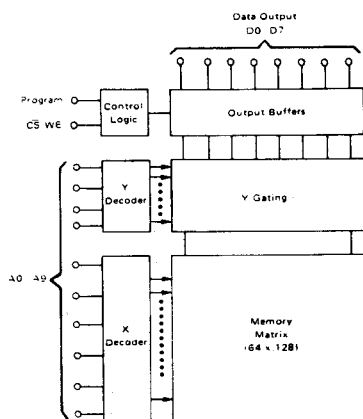 Data Output
D0 D7
Program
CS WE
Control
Logic
Output Buffers
Y
Decoder
Y Gating
A0 A9
X
Decoder
Memory
Matrix
(64 x 128)